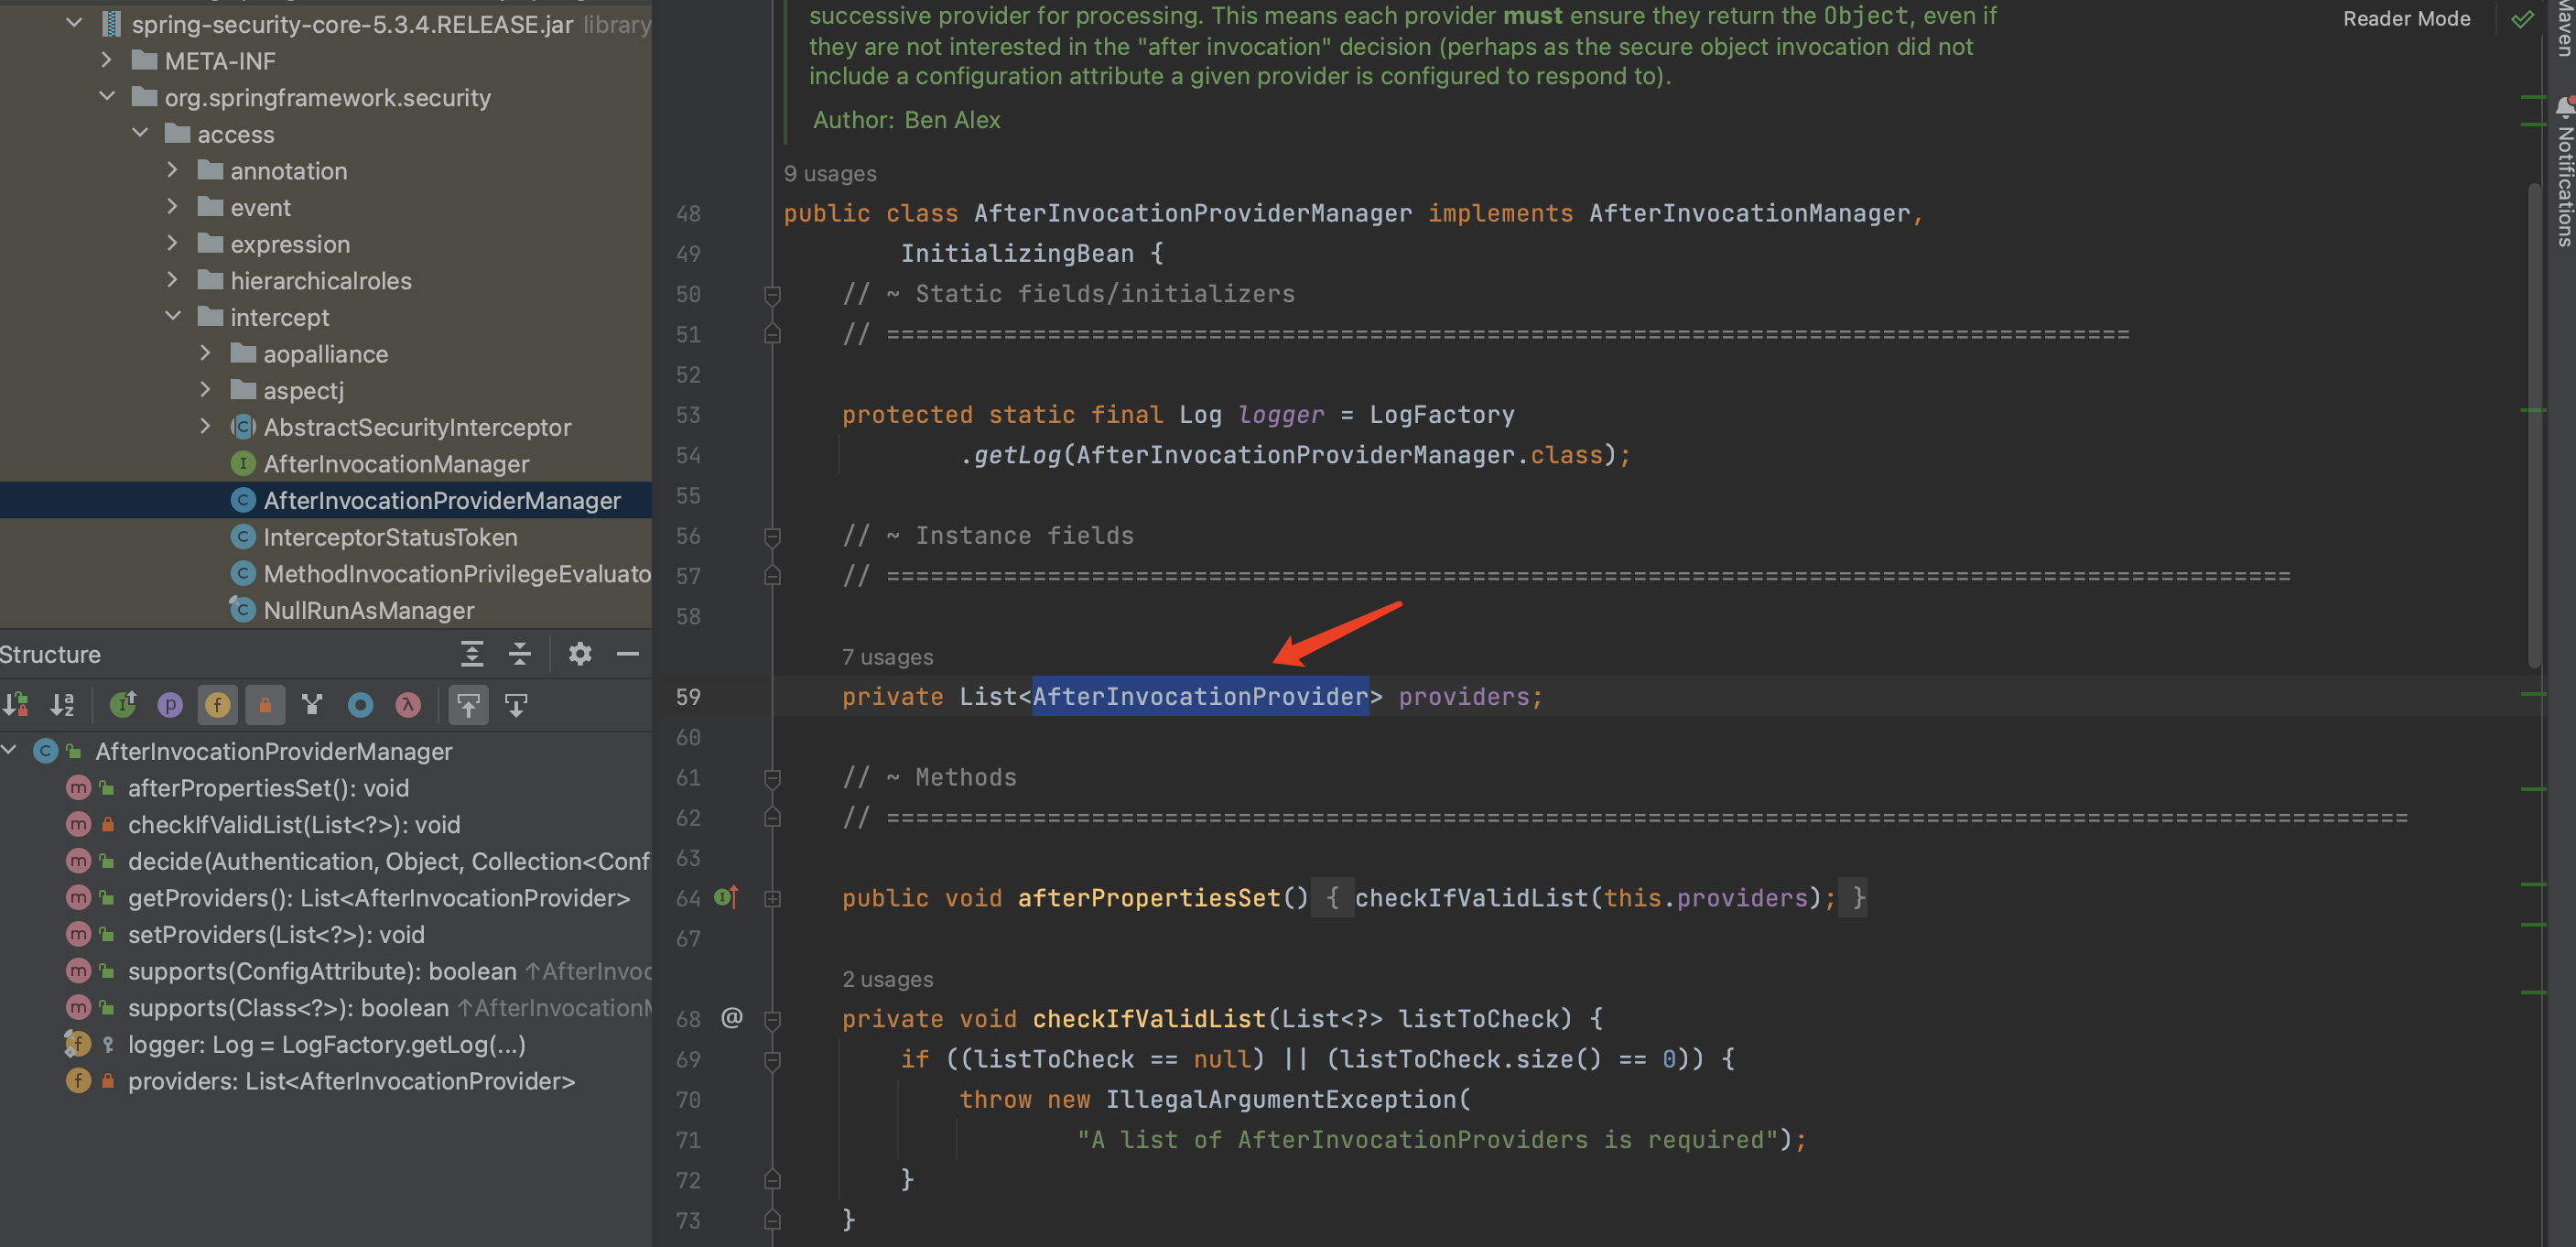 spring-security-core-5.3.4.RELEASE.jar library
META-INF
org.springframework.security
access
annotation
event
expression
hierarchicalroles
intercept
aopalliance
aspectj
AbstractSecurityInterceptor
AfterInvocationManager
AfterInvocationProviderManager
InterceptorStatusToken
MethodInvocationPrivilegeEvaluato
NullRunAsManager
Structure
AfterInvocationProviderManager
afterPropertiesSet(): void
checkIfValidList(List<?>): void
decide(Authentication, Object, Collection<Conf
getProviders(): List<AfterInvocationProvider>
setProviders(List<?>): void
supports(ConfigAttribute): boolean ↑AfterInvoc
supports(Class<?>): boolean ↑AfterInvocationM
logger: Log = LogFactory.getLog(...)
providers: List<AfterInvocationProvider>
successive provider for processing. This means each provider must ensure they return the Object, even if
they are not interested in the "after invocation" decision (perhaps as the secure object invocation did not
include a configuration attribute a given provider is configured to respond to).
Author: Ben Alex
9 usages
48 public class AfterInvocationProviderManager implements AfterInvocationManager,
49 InitializingBean {
50 // ~ Static fields/initializers
51 // =====================================================================================
52
53 protected static final Log logger = LogFactory
54 .getLog(AfterInvocationProviderManager.class);
55
56 // ~ Instance fields
57 // ================================================================================================
58
7 usages
59 private List<AfterInvocationProvider> providers;
60
61 // ~ Methods
62 // ========================================================================================================
63
64 public void afterPropertiesSet() { checkIfValidList(this.providers); }
67
2 usages
68 @ private void checkIfValidList(List<?> listToCheck) {
69 if ((listToCheck == null) || (listToCheck.size() == 0)) {
70 throw new IllegalArgumentException(
71 "A list of AfterInvocationProviders is required");
72 }
73 }
Reader Mode
Maven
Notifications